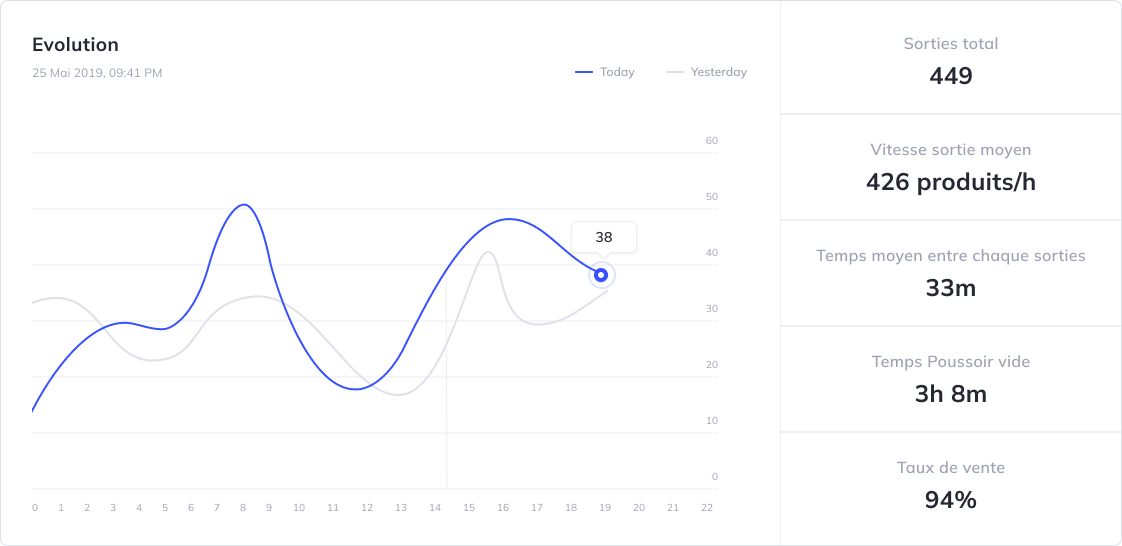 Evolution
25 Mai 2019, 09:41 PM
Today Yesterday
60
50
40
30
20
10
0
38
0 1 2 3 4 5 6 7 8 9 10 11 12 13 14 15 16 17 18 19 20 21 22
Sorties total
449
Vitesse sortie moyen
426 produits/h
Temps moyen entre chaque sorties
33m
Temps Poussoir vide
3h 8m
Taux de vente
94%